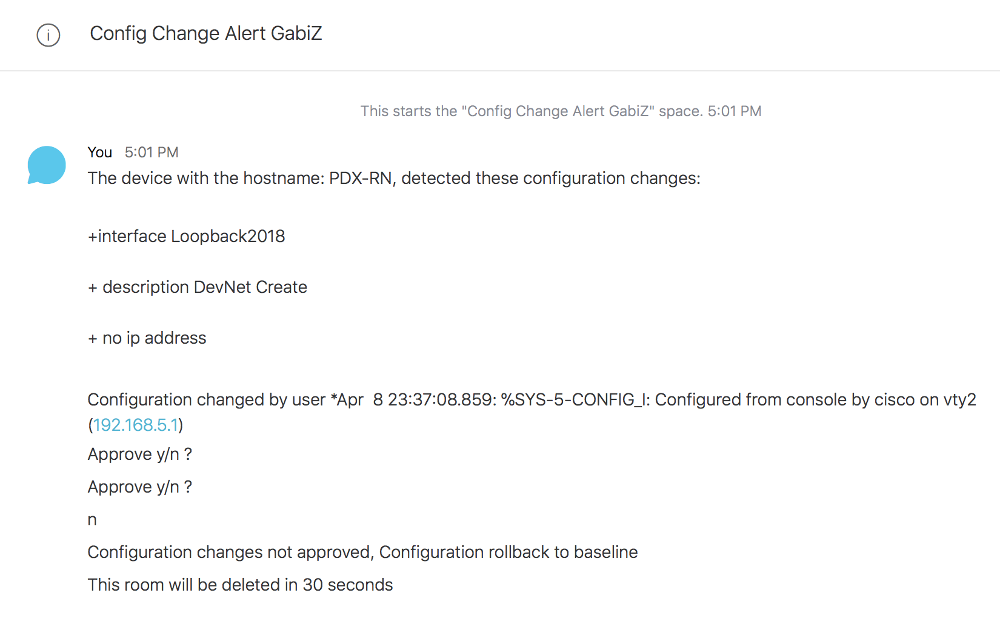 Config Change Alert GabiZ
This starts the "Config Change Alert GabiZ" space. 5:01 PM
You 5:01 PM
The device with the hostname: PDX-RN, detected these configuration changes:
+interface Loopback2018
+ description DevNet Create
+ no ip address
Configuration changed by user *Apr  8 23:37:08.859: %SYS-5-CONFIG_I: Configured from console by cisco on vty2
(192.168.5.1)
Approve y/n ?
Approve y/n ?
n
Configuration changes not approved, Configuration rollback to baseline
This room will be deleted in 30 seconds